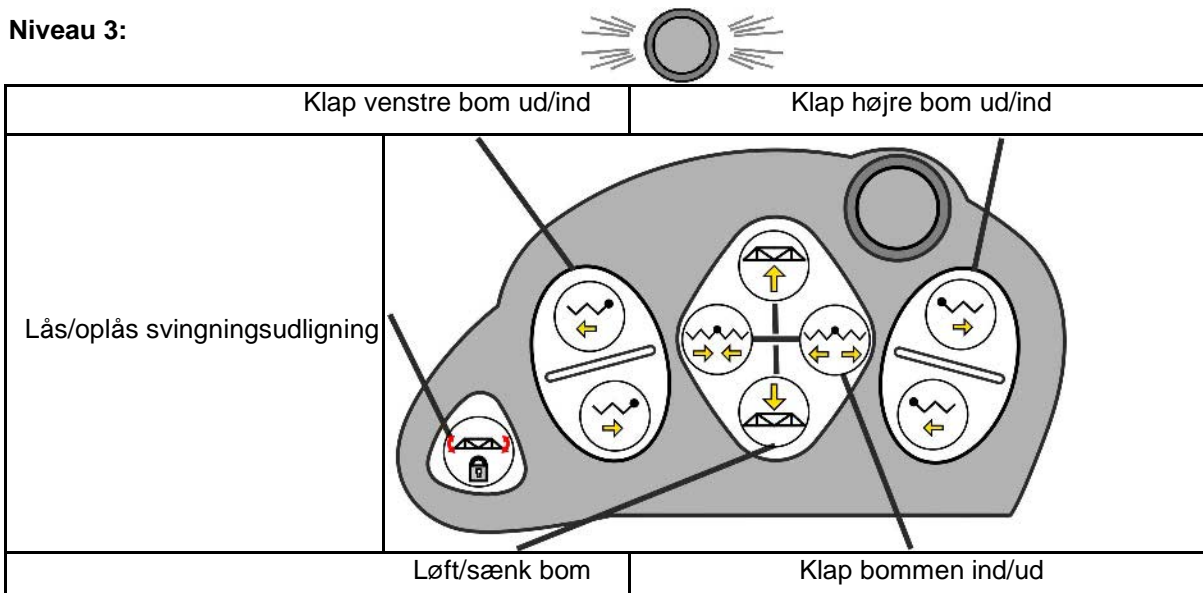 Niveau 3:
Klap venstre bom ud/ind
Klap højre bom ud/ind
Lås/oplås svingningsudligning
Løft/sænk bom
Klap bommen ind/ud